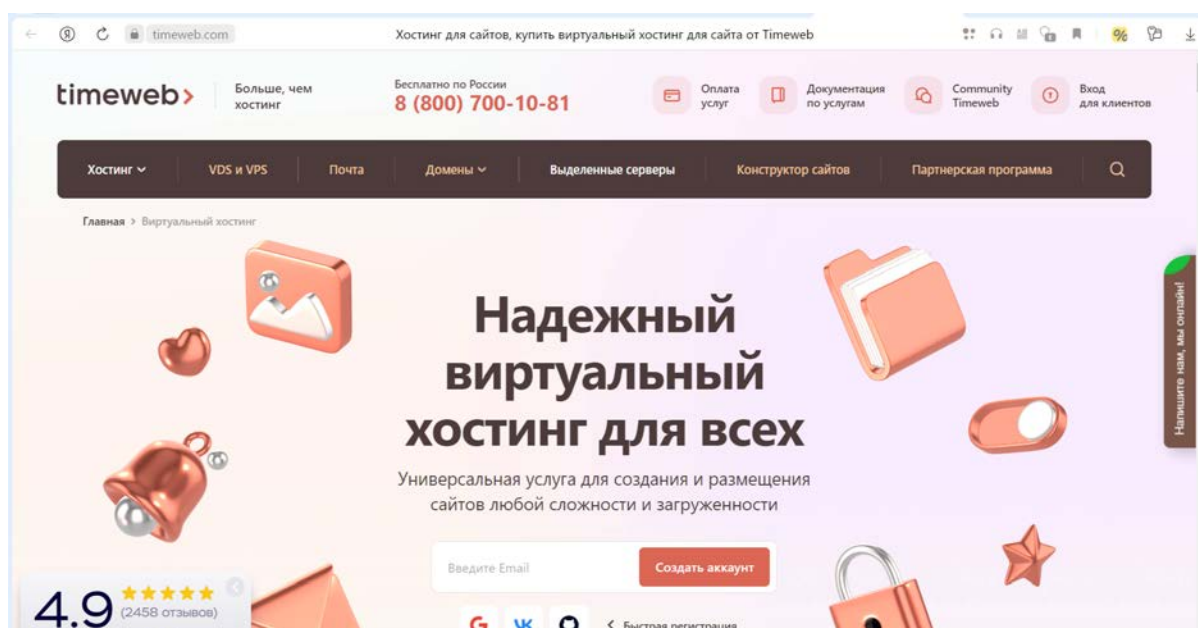 timeweb.com
Хостинг для сайтов, купить виртуальный хостинг для сайта от Timeweb
timeweb>
Больше, чем
хостинг
Бесплатно по России
8 (800) 700-10-81
Оплата
услуг
Документация
по услугам
Community
Timeweb
Вход
для клиентов
Хостинг
VDS и VPS
Почта
Домены
Выделенные серверы
Конструктор сайтов
Партнерская программа
Главная > Виртуальный хостинг
Надежный
виртуальный
хостинг для всех
Универсальная услуга для создания и размещения
сайтов любой сложности и загруженности
Введите Email
Создать аккаунт
Быстрая регистрация
4.9
(2458 отзывов)
Напишите нам, мы онлайн!